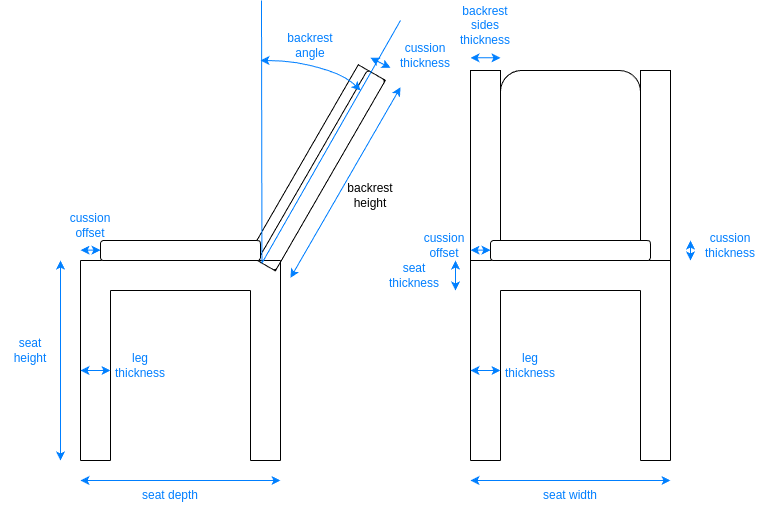 backrest
sides
thickness
backrest
angle
cussion
thickness
backrest
height
cussion
offset
cussion
offset
cussion
thickness
seat
thickness
seat
height
leg
thickness
leg
thickness
seat depth
seat width